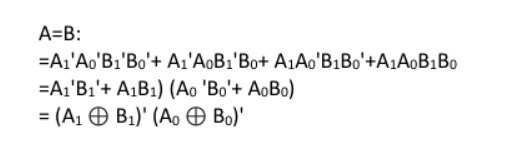 A=B:
=A₁'A₀'B₁'B₀'+ A₁'A₀B₁'B₀+ A₁A₀'B₁B₀'+A₁A₀B₁B₀
=A₁'B₁'+ A₁B₁) (A₀ 'B₀'+ A₀B₀)
= (A₁ ⊕ B₁)' (A₀ ⊕ B₀)'